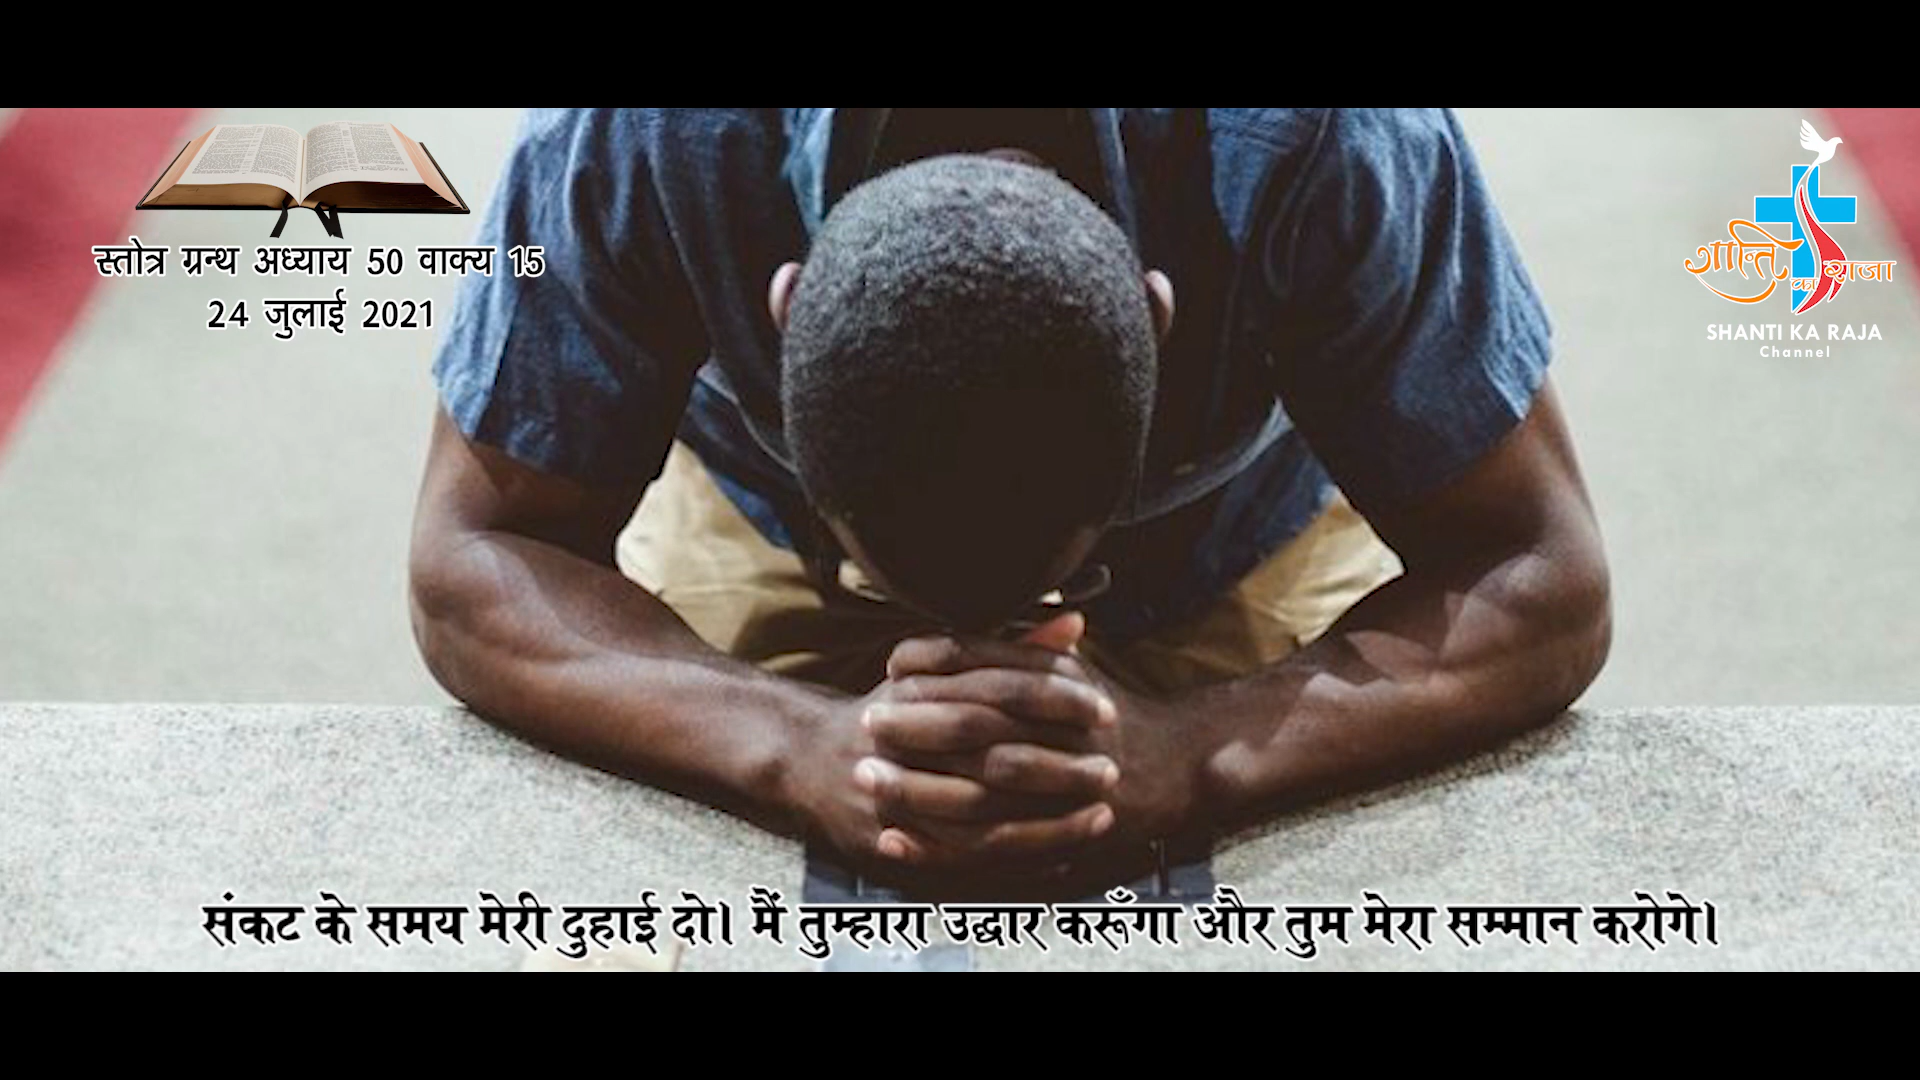 स्तोत्र ग्रन्थ अध्याय 50 वाक्य 15
24 जुलाई 2021
शान्ति का राजा
SHANTI KA RAJA
Channel
संकट के समय मेरी दुहाई दो। मैं तुम्हारा उद्धार करूँगा और तुम मेरा सम्मान करोगे।